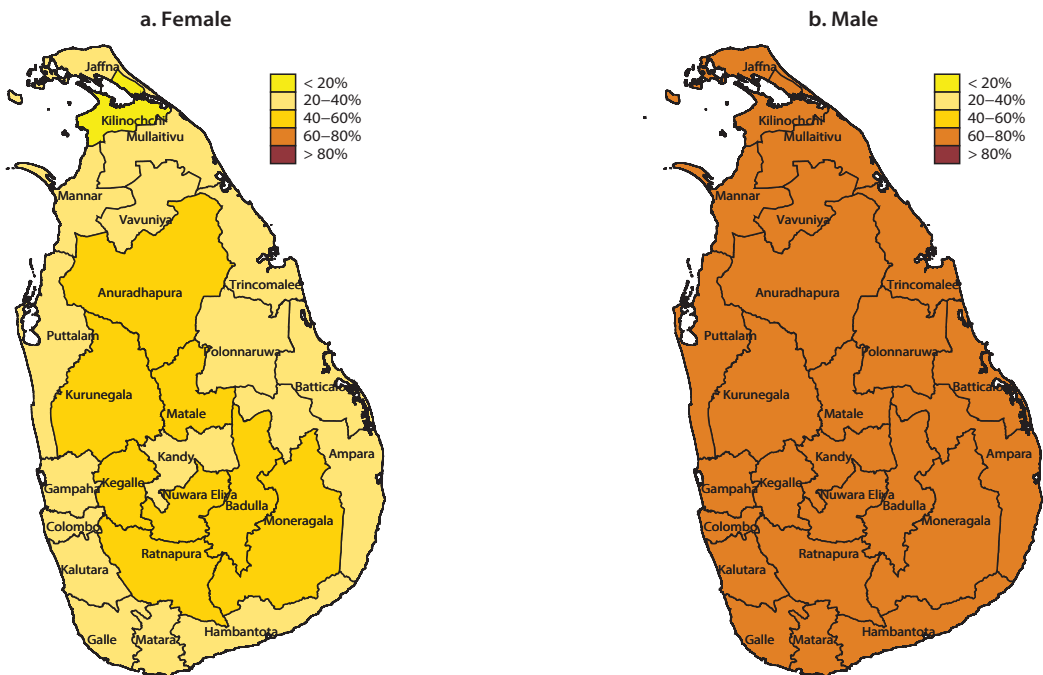 a. Female
Jaffna
< 20%
20–40%
40–60%
60–80%
> 80%
Kilinochchi
Mullaitivu
Mannar
Vavuniya
Anuradhapura
Trincomalee
Puttalam
Polonnaruwa
Kurunegala
Batticaloa
Matale
Kandy
Ampara
Kegalle
Gampaha
Nuwara Eliya
Badulla
Moneragala
Colombo
Ratnapura
Kalutara
Hambantota
Galle
Matara
b. Male
Jaffna
< 20%
20–40%
40–60%
60–80%
> 80%
Kilinochchi
Mullaitivu
Mannar
Vavuniya
Anuradhapura
Trincomalee
Puttalam
Polonnaruwa
Kurunegala
Batticaloa
Matale
Kandy
Ampara
Kegalle
Gampaha
Nuwara Eliya
Badulla
Moneragala
Colombo
Ratnapura
Kalutara
Hambantota
Galle
Matara